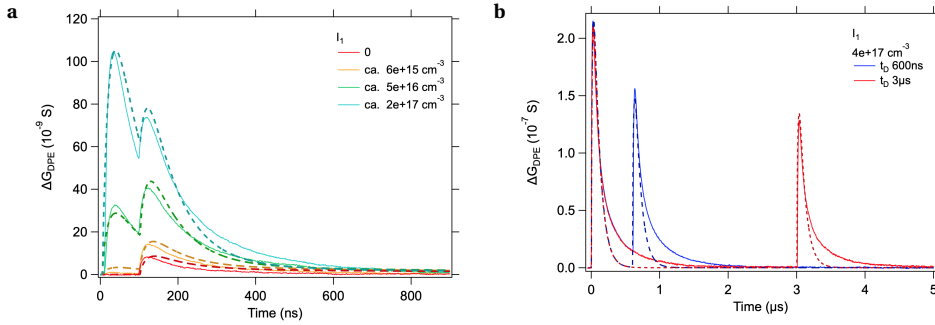 a
120
100
80
60
40
20
0
ΔG_DPE (10⁻⁹ S)
0
200
400
600
800
Time (ns)
I₁
0
ca. 6e+15 cm⁻³
ca. 5e+16 cm⁻³
ca. 2e+17 cm⁻³
b
2.0
1.5
1.0
0.5
0.0
ΔG_DPE (10⁻⁷ S)
0
1
2
3
4
5
Time (µs)
I₁
4e+17 cm⁻³
t_D 600ns
t_D 3µs